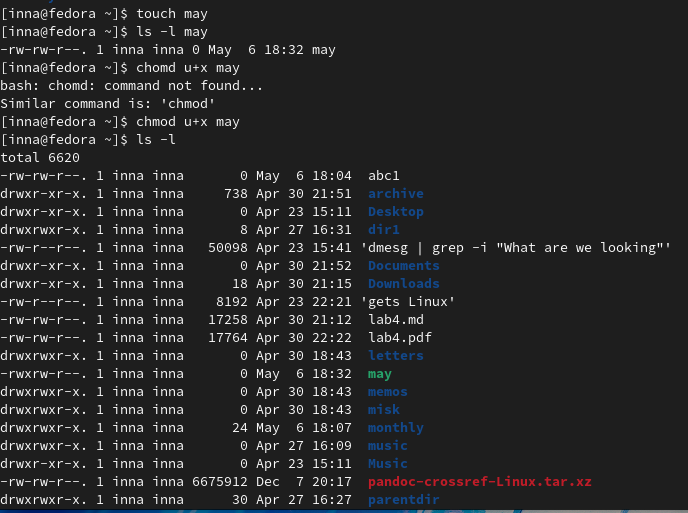 [inna@fedora ~]$ touch may
[inna@fedora ~]$ ls -l may
-rw-rw-r--. 1 inna inna 0 May  6 18:32 may
[inna@fedora ~]$ chomd u+x may
bash: chomd: command not found...
Similar command is: 'chmod'
[inna@fedora ~]$ chmod u+x may
[inna@fedora ~]$ ls -l
total 6620
-rw-rw-r--. 1 inna inna       0 May  6 18:04  abc1
drwxr-xr-x. 1 inna inna     738 Apr 30 21:51  archive
drwxr-xr-x. 1 inna inna       0 Apr 23 15:11  Desktop
drwxrwxr-x. 1 inna inna       8 Apr 27 16:31  dir1
-rw-r--r--. 1 inna inna   50098 Apr 23 15:41 'dmesg | grep -i "What are we looking"'
drwxr-xr-x. 1 inna inna       0 Apr 30 21:52  Documents
drwxr-xr-x. 1 inna inna      18 Apr 30 21:15  Downloads
-rw-r--r--. 1 inna inna    8192 Apr 23 22:21 'gets Linux'
-rw-rw-r--. 1 inna inna   17258 Apr 30 21:12  lab4.md
-rw-rw-r--. 1 inna inna   17764 Apr 30 22:22  lab4.pdf
drwxrwxr-x. 1 inna inna       0 Apr 30 18:43  letters
-rwxrw-r--. 1 inna inna       0 May  6 18:32  may
drwxrwxr-x. 1 inna inna       0 Apr 30 18:43  memos
drwxrwxr-x. 1 inna inna       0 Apr 30 18:43  misk
drwxrwxr-x. 1 inna inna      24 May  6 18:07  monthly
drwxrwxr-x. 1 inna inna       0 Apr 27 16:09  music
drwxr-xr-x. 1 inna inna       0 Apr 23 15:11  Music
-rw-rw-r--. 1 inna inna 6675912 Dec  7 20:17  pandoc-crossref-Linux.tar.xz
drwxrwxr-x. 1 inna inna      30 Apr 27 16:27  parentdir